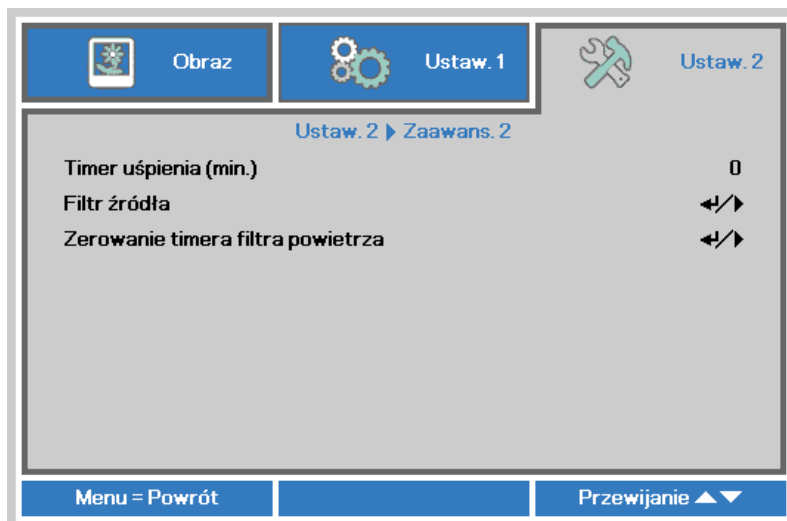 Obraz
Ustaw. 1
Ustaw. 2
Ustaw. 2 ▶ Zaawans. 2
Timer uśpienia (min.) 0
Filtr źródła ↵/▶
Zerowanie timera filtra powietrza ↵/▶
Menu = Powrót
Przewijanie ▲▼